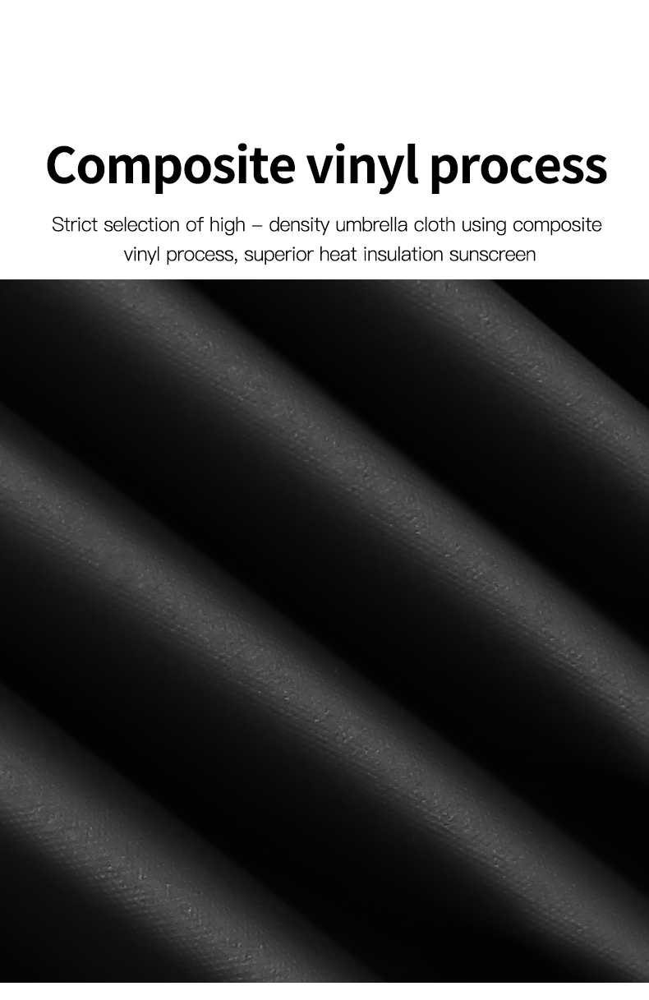 Composite vinyl process
Strict selection of high – density umbrella cloth using composite
vinyl process, superior heat insulation sunscreen